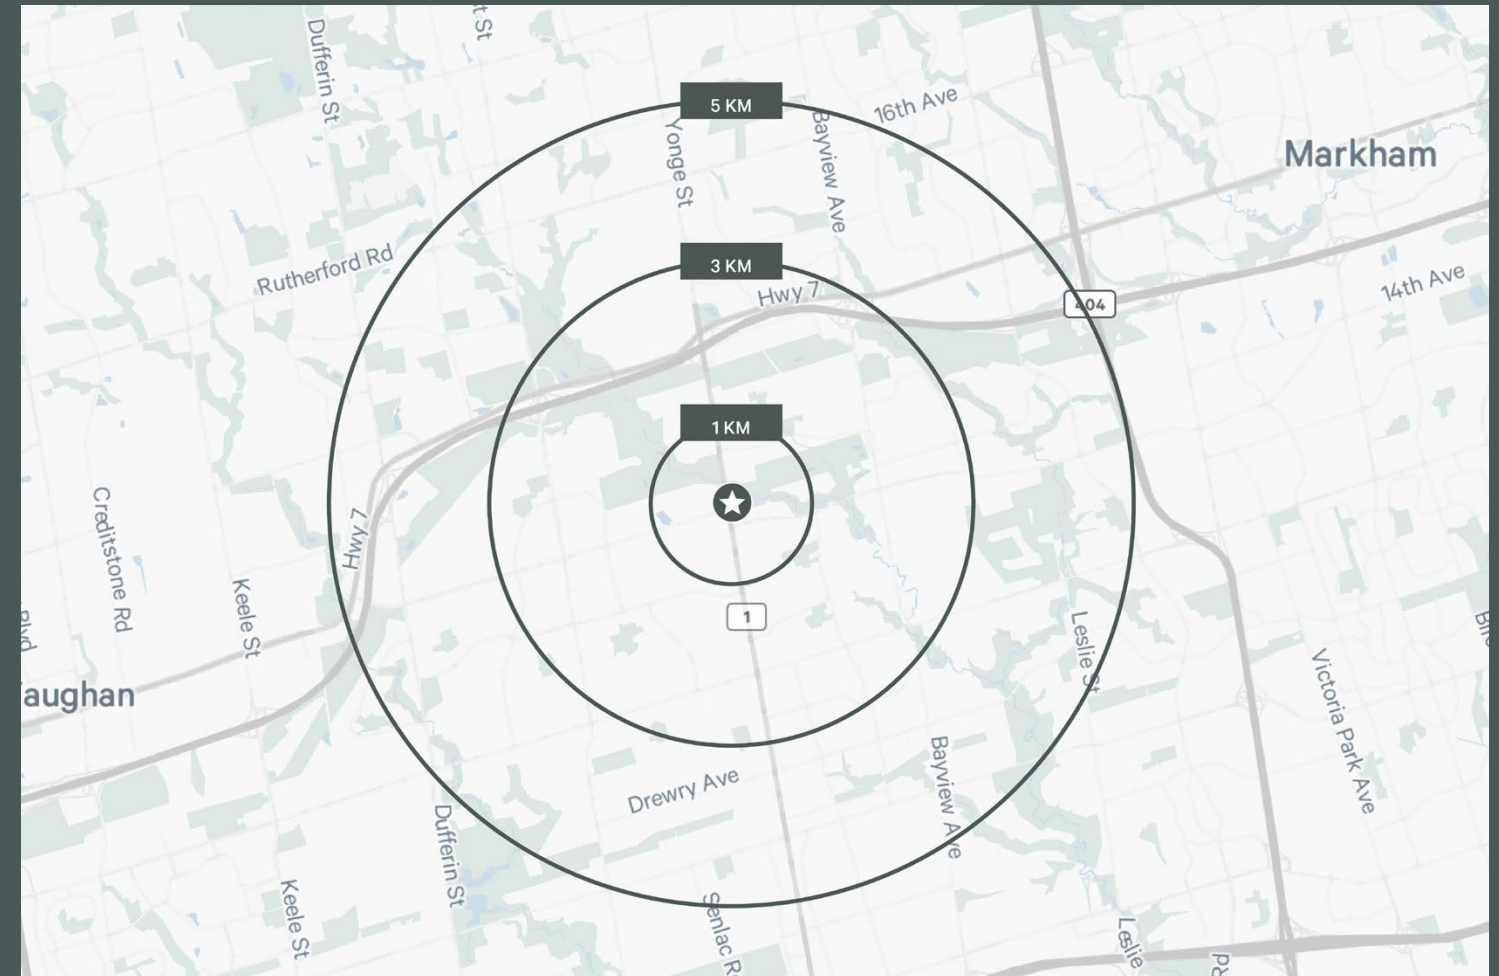 t St
Dufferin St
5 KM
16th Ave
Bayview Ave
Yonge St
Markham
3 KM
Rutherford Rd
Hwy 7
14th Ave
404
1 KM
Creditstone Rd
Hwy 7
Keele St
Blvd
1
Leslie St
Victoria Park Ave
aughan
Bayview Ave
Drewry Ave
Dufferin St
Keele St
Senlac R
Leslie